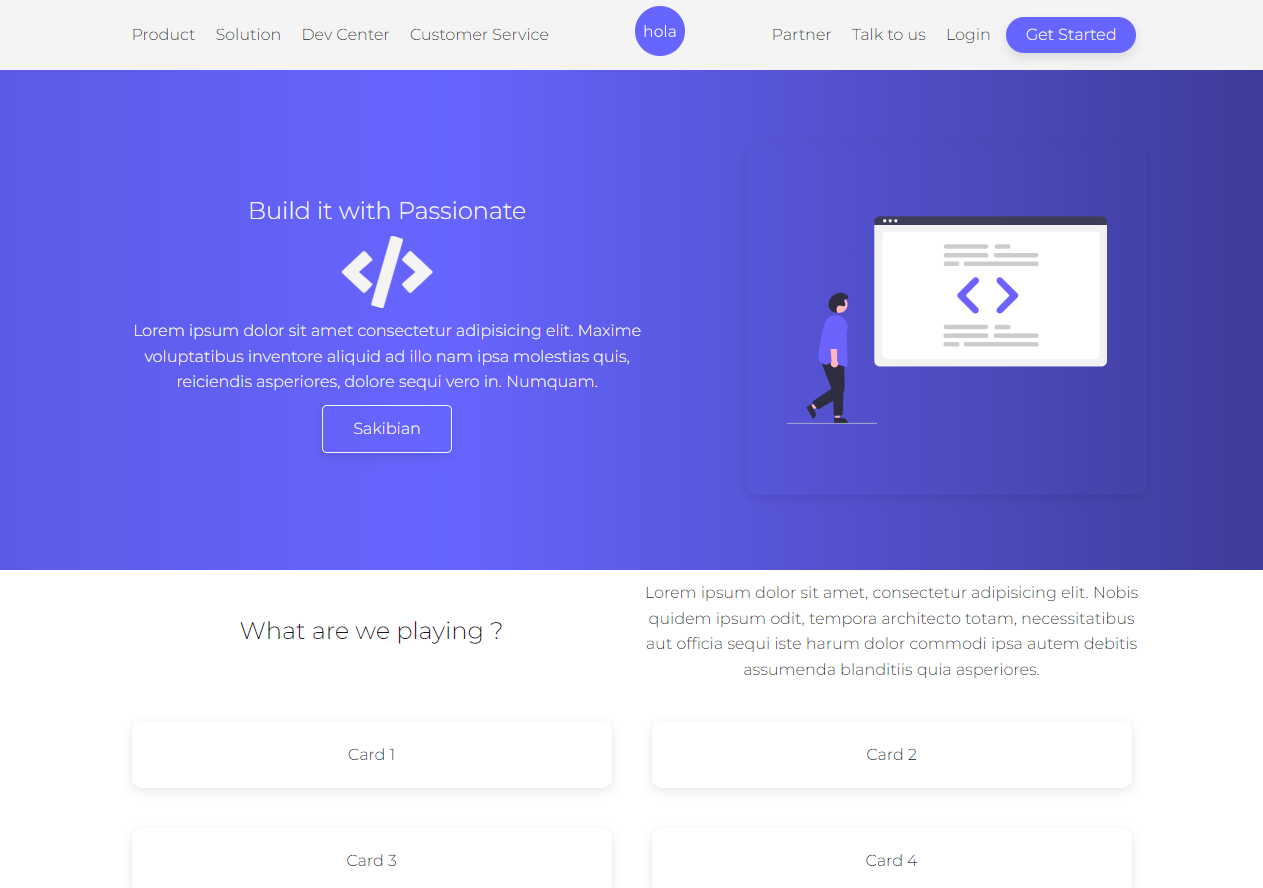 Product Solution Dev Center Customer Service hola Partner Talk to us Login Get Started
Build it with Passionate
</>
Lorem ipsum dolor sit amet consectetur adipisicing elit. Maxime
voluptatibus inventore aliquid ad illo nam ipsa molestias quis,
reiciendis asperiores, dolore sequi vero in. Numquam.
Sakibian
What are we playing ?
Lorem ipsum dolor sit amet, consectetur adipisicing elit. Nobis
quidem ipsum odit, tempora architecto totam, necessitatibus
aut officia sequi iste harum dolor commodi ipsa autem debitis
assumenda blanditiis quia asperiores.
Card 1
Card 2
Card 3
Card 4